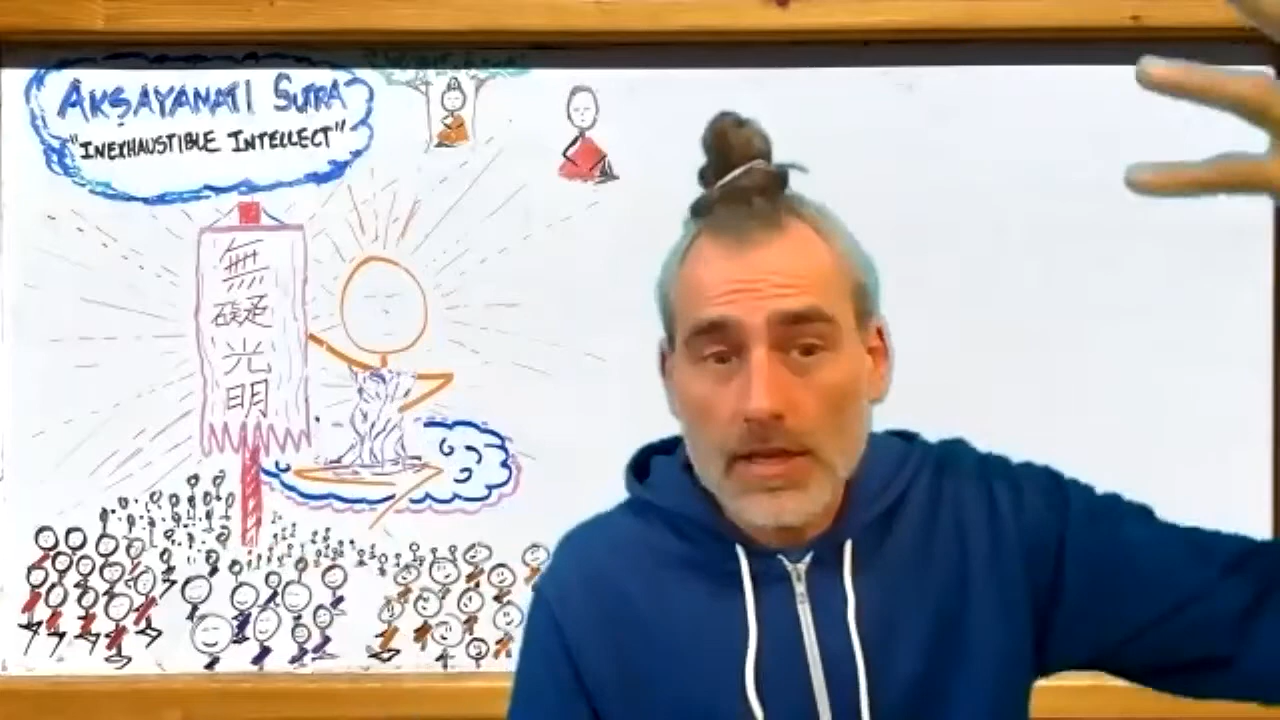 AKṢAYAMATI SUTRA
"INEXHAUSTIBLE INTELLECT"
無
礙
光
明